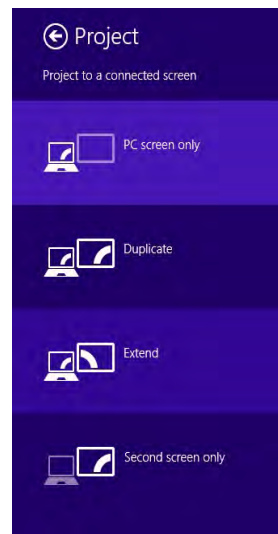 Project
Project to a connected screen
PC screen only
Duplicate
Extend
Second screen only